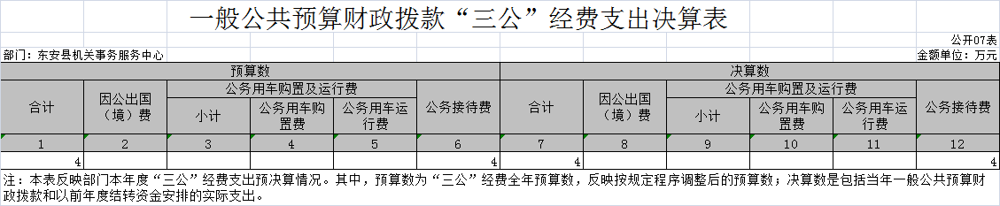 一般公共预算财政拨款“三公”经费支出决算表
公开07表
部门：东安县机关事务服务中心 金额单位：万元
预算数 决算数
合计 因公出国（境）费 公务用车购置及运行费 公务接待费 合计 因公出国（境）费 公务用车购置及运行费 公务接待费
小计 公务用车购置费 公务用车运行费 小计 公务用车购置费 公务用车运行费
1 2 3 4 5 6 7 8 9 10 11 12
4 4 4 4
注：本表反映部门本年度“三公”经费支出预决算情况。其中，预算数为“三公”经费全年预算数，反映按规定程序调整后的预算数；决算数是包括当年一般公共预算财
政拨款和以前年度结转资金安排的实际支出。